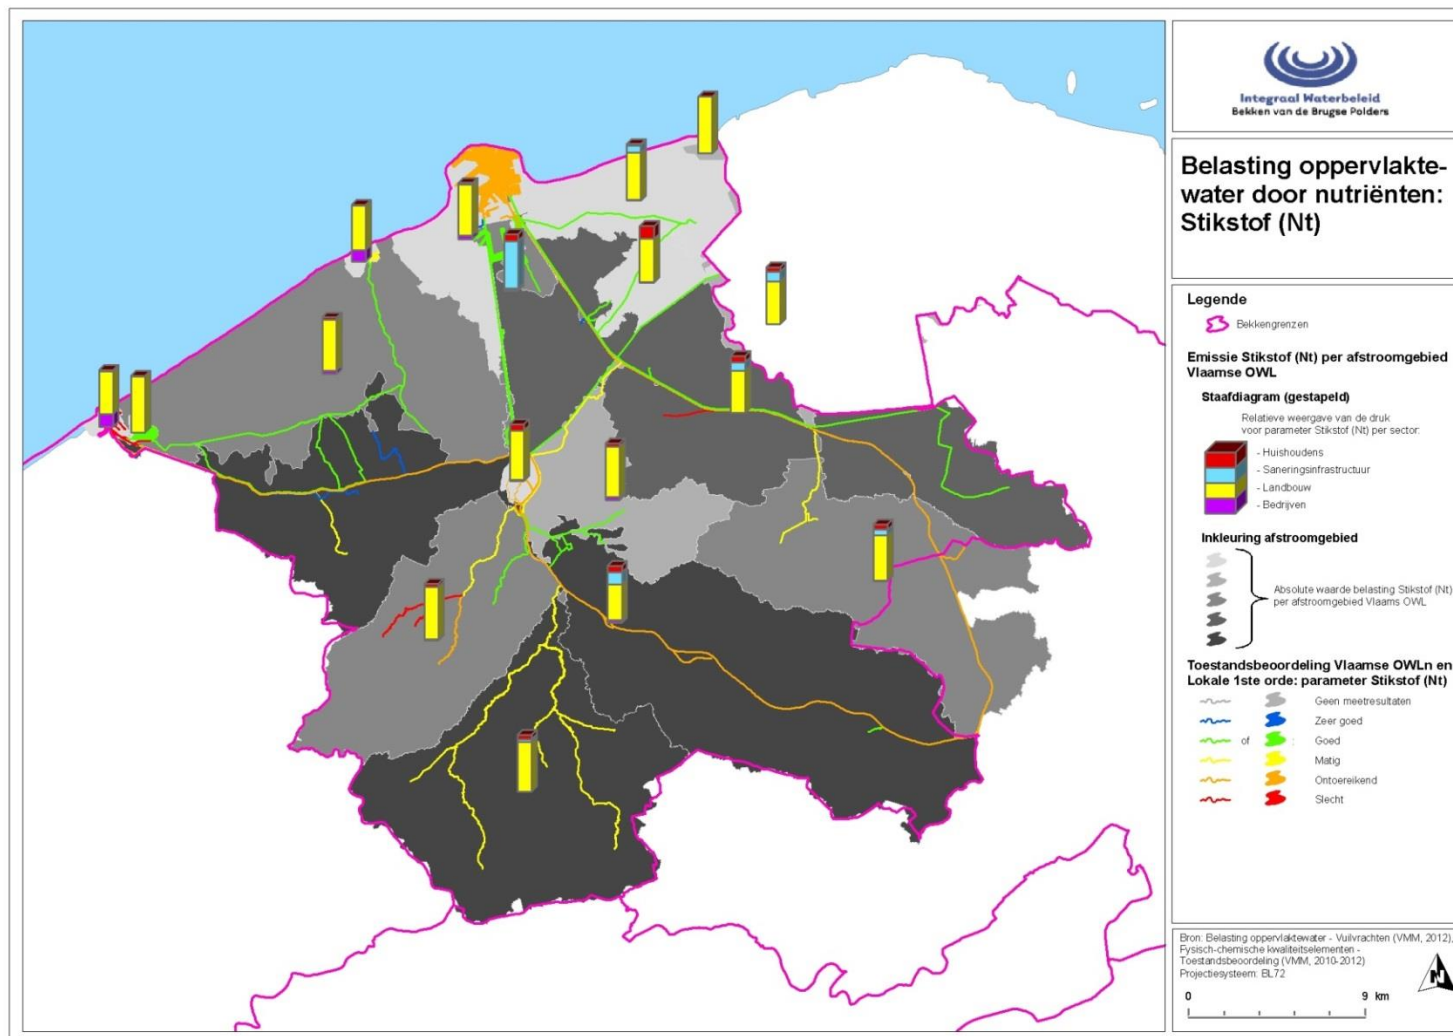 Integraal Waterbeleid
Bekken van de Brugse Polders
Belasting oppervlakte-
water door nutriënten:
Stikstof (Nt)
Legende
Bekkengrenzen
Emissie Stikstof (Nt) per afstroomgebied
Vlaamse OWL
Staafdiagram (gestapeld)
Relatieve weergave van de druk
voor parameter Stikstof (Nt) per sector:
- Huishoudens
- Saneringsinfrastructuur
- Landbouw
- Bedrijven
Inkleuring afstroomgebied
Absolute waarde belasting Stikstof (Nt)
per afstroomgebied Vlaams OWL
Toestandsbeoordeling Vlaamse OWLn en
Lokale 1ste orde: parameter Stikstof (Nt)
Geen meetresultaten
Zeer goed
of : Goed
Matig
Ontoereikend
Slecht
Bron: Belasting oppervlaktewater - Vuilvrachten (VMM, 2012),
Fysisch-chemische kwaliteitselementen -
Toestandsbeoordeling (VMM, 2010-2012)
Projectiesysteem: BL72
N
0 9 km